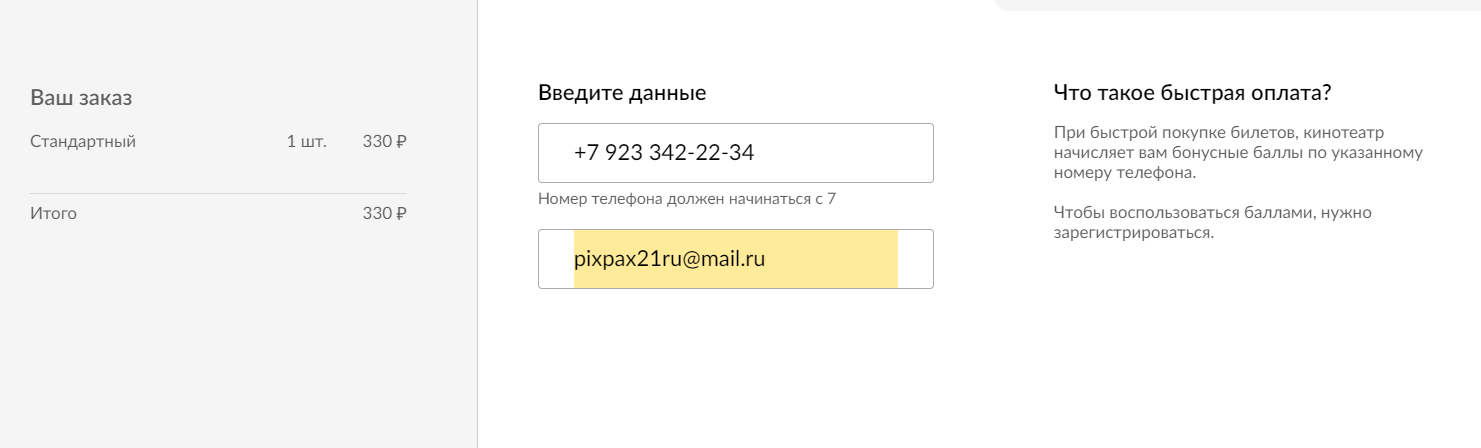 Ваш заказ
Стандартный 1 шт. 330 ₽
Итого 330 ₽
Введите данные
+7 923 342-22-34
Номер телефона должен начинаться с 7
pixpax21ru@mail.ru
Что такое быстрая оплата?
При быстрой покупке билетов, кинотеатр
начисляет вам бонусные баллы по указанному
номеру телефона.
Чтобы воспользоваться баллами, нужно
зарегистрироваться.